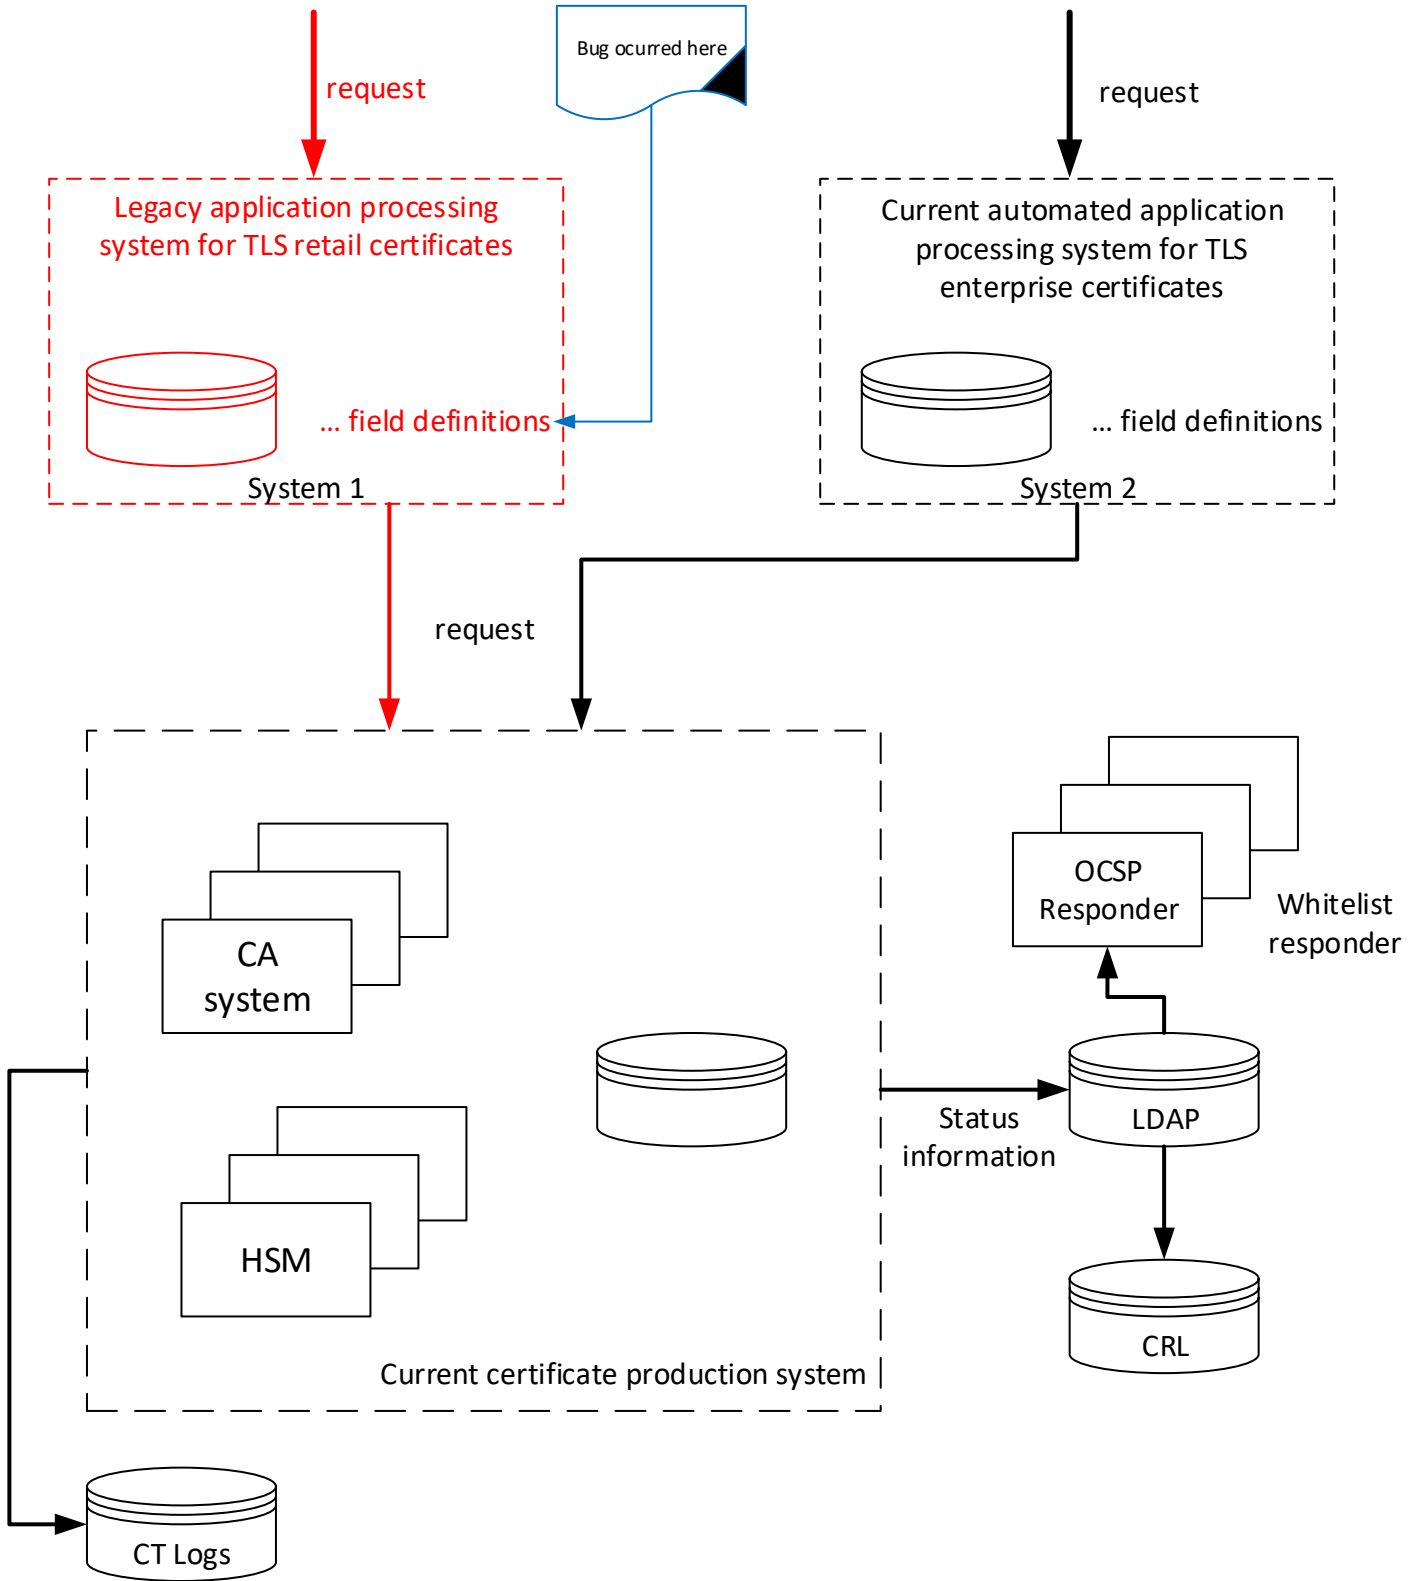 request
Bug ocurred here
request
Legacy application processing
system for TLS retail certificates
... field definitions
System 1
Current automated application
processing system for TLS
enterprise certificates
... field definitions
System 2
request
CA
system
HSM
Current certificate production system
OCSP
Responder
Whitelist
responder
Status
information
LDAP
CRL
CT Logs